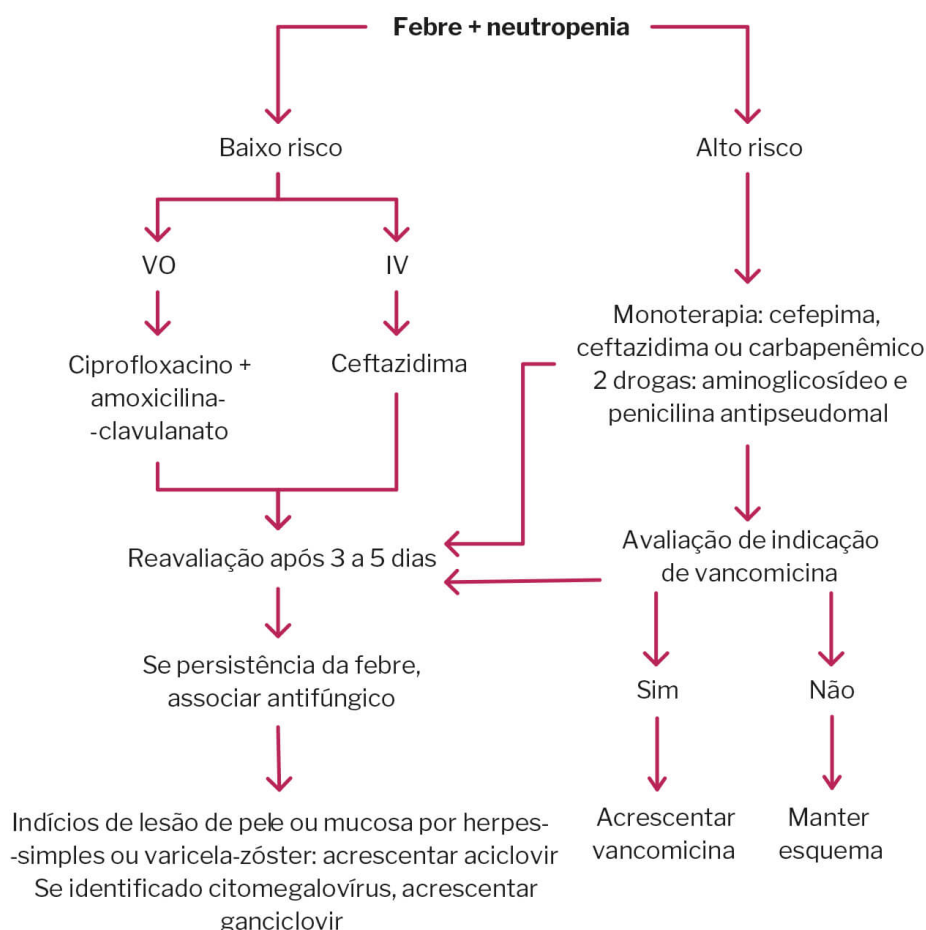 Febre + neutropenia
Baixo risco
Alto risco
VO
IV
Ciprofloxacino +
amoxicilina-
-clavulanato
Ceftazidima
Monoterapia: cefepima,
ceftazidima ou carbapenêmico
2 drogas: aminoglicosídeo e
penicilina antipseudomal
Reavaliação após 3 a 5 dias
Avaliação de indicação
de vancomicina
Se persistência da febre,
associar antifúngico
Sim
Não
Indícios de lesão de pele ou mucosa por herpes-
-simples ou varicela-zóster: acrescentar aciclovir
Se identificado citomegalovírus, acrescentar
ganciclovir
Acrescentar
vancomicina
Manter
esquema